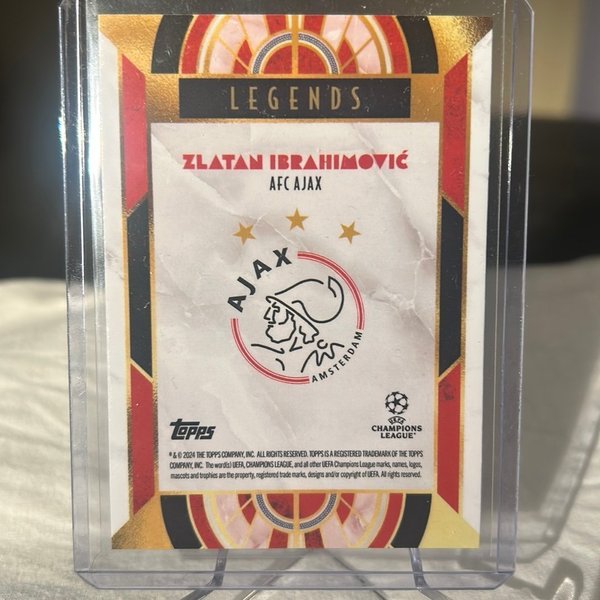 LEGENDS
ZLATAN IBRAHIMOVIĆ
AFC AJAX
AJAX
AMSTERDAM
topps
UEFA
CHAMPIONS
LEAGUE
® & © 2024 THE TOPPS COMPANY, INC. ALL RIGHTS RESERVED. TOPPS IS A REGISTERED TRADEMARK OF THE TOPPS
COMPANY, INC. The word(s) UEFA, CHAMPIONS LEAGUE, and all other UEFA Champions League marks, names, logos,
mascots and trophies are the property, registered trade marks, designs and/or copyright of UEFA. All rights reserved.